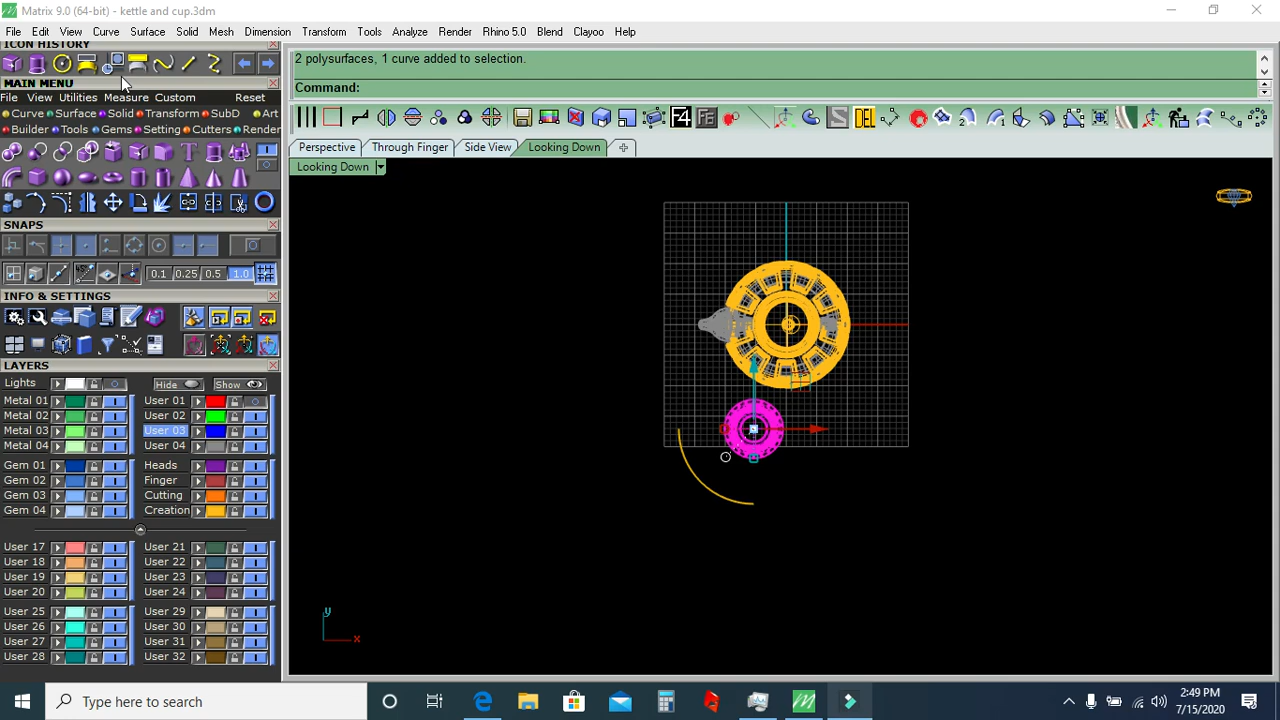 Matrix 9.0 (64-bit) - kettle and cup.3dm
File Edit View Curve Surface Solid Mesh Dimension Transform Tools Analyze Render Rhino 5.0 Blend Clayoo Help
ICON HISTORY
2 polysurfaces, 1 curve added to selection.
Command:
MAIN MENU
File View Utilities Measure Custom Reset
Curve Surface Solid Transform SubD Art
Builder Tools Gems Setting Cutters Render
F4
DEL
Perspective Through Finger Side View Looking Down
Looking Down
SNAPS
0.1 0.25 0.5 1.0
INFO & SETTINGS
LAYERS
Lights Hide Show
Metal 01 User 01
Metal 02 User 02
Metal 03 User 03
Metal 04 User 04
Gem 01 Heads
Gem 02 Finger
Gem 03 Cutting
Gem 04 Creation
User 17 User 21
User 18 User 22
User 19 User 23
User 20 User 24
User 25 User 29
User 26 User 30
User 27 User 31
User 28 User 32
y
x
Type here to search
2:49 PM
7/15/2020